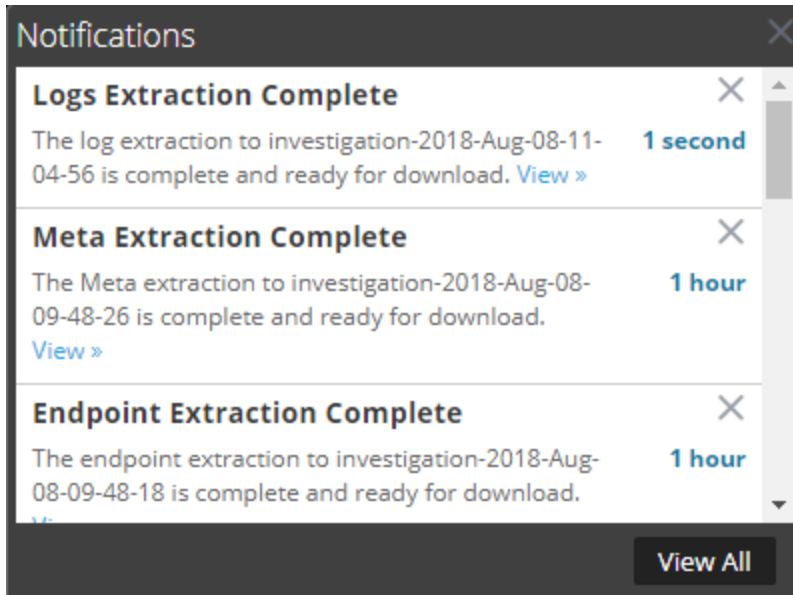 Notifications
Logs Extraction Complete
The log extraction to investigation-2018-Aug-08-11-
04-56 is complete and ready for download. View »
1 second
Meta Extraction Complete
The Meta extraction to investigation-2018-Aug-08-
09-48-26 is complete and ready for download.
View »
1 hour
Endpoint Extraction Complete
The endpoint extraction to investigation-2018-Aug-
08-09-48-18 is complete and ready for download.
1 hour
View All